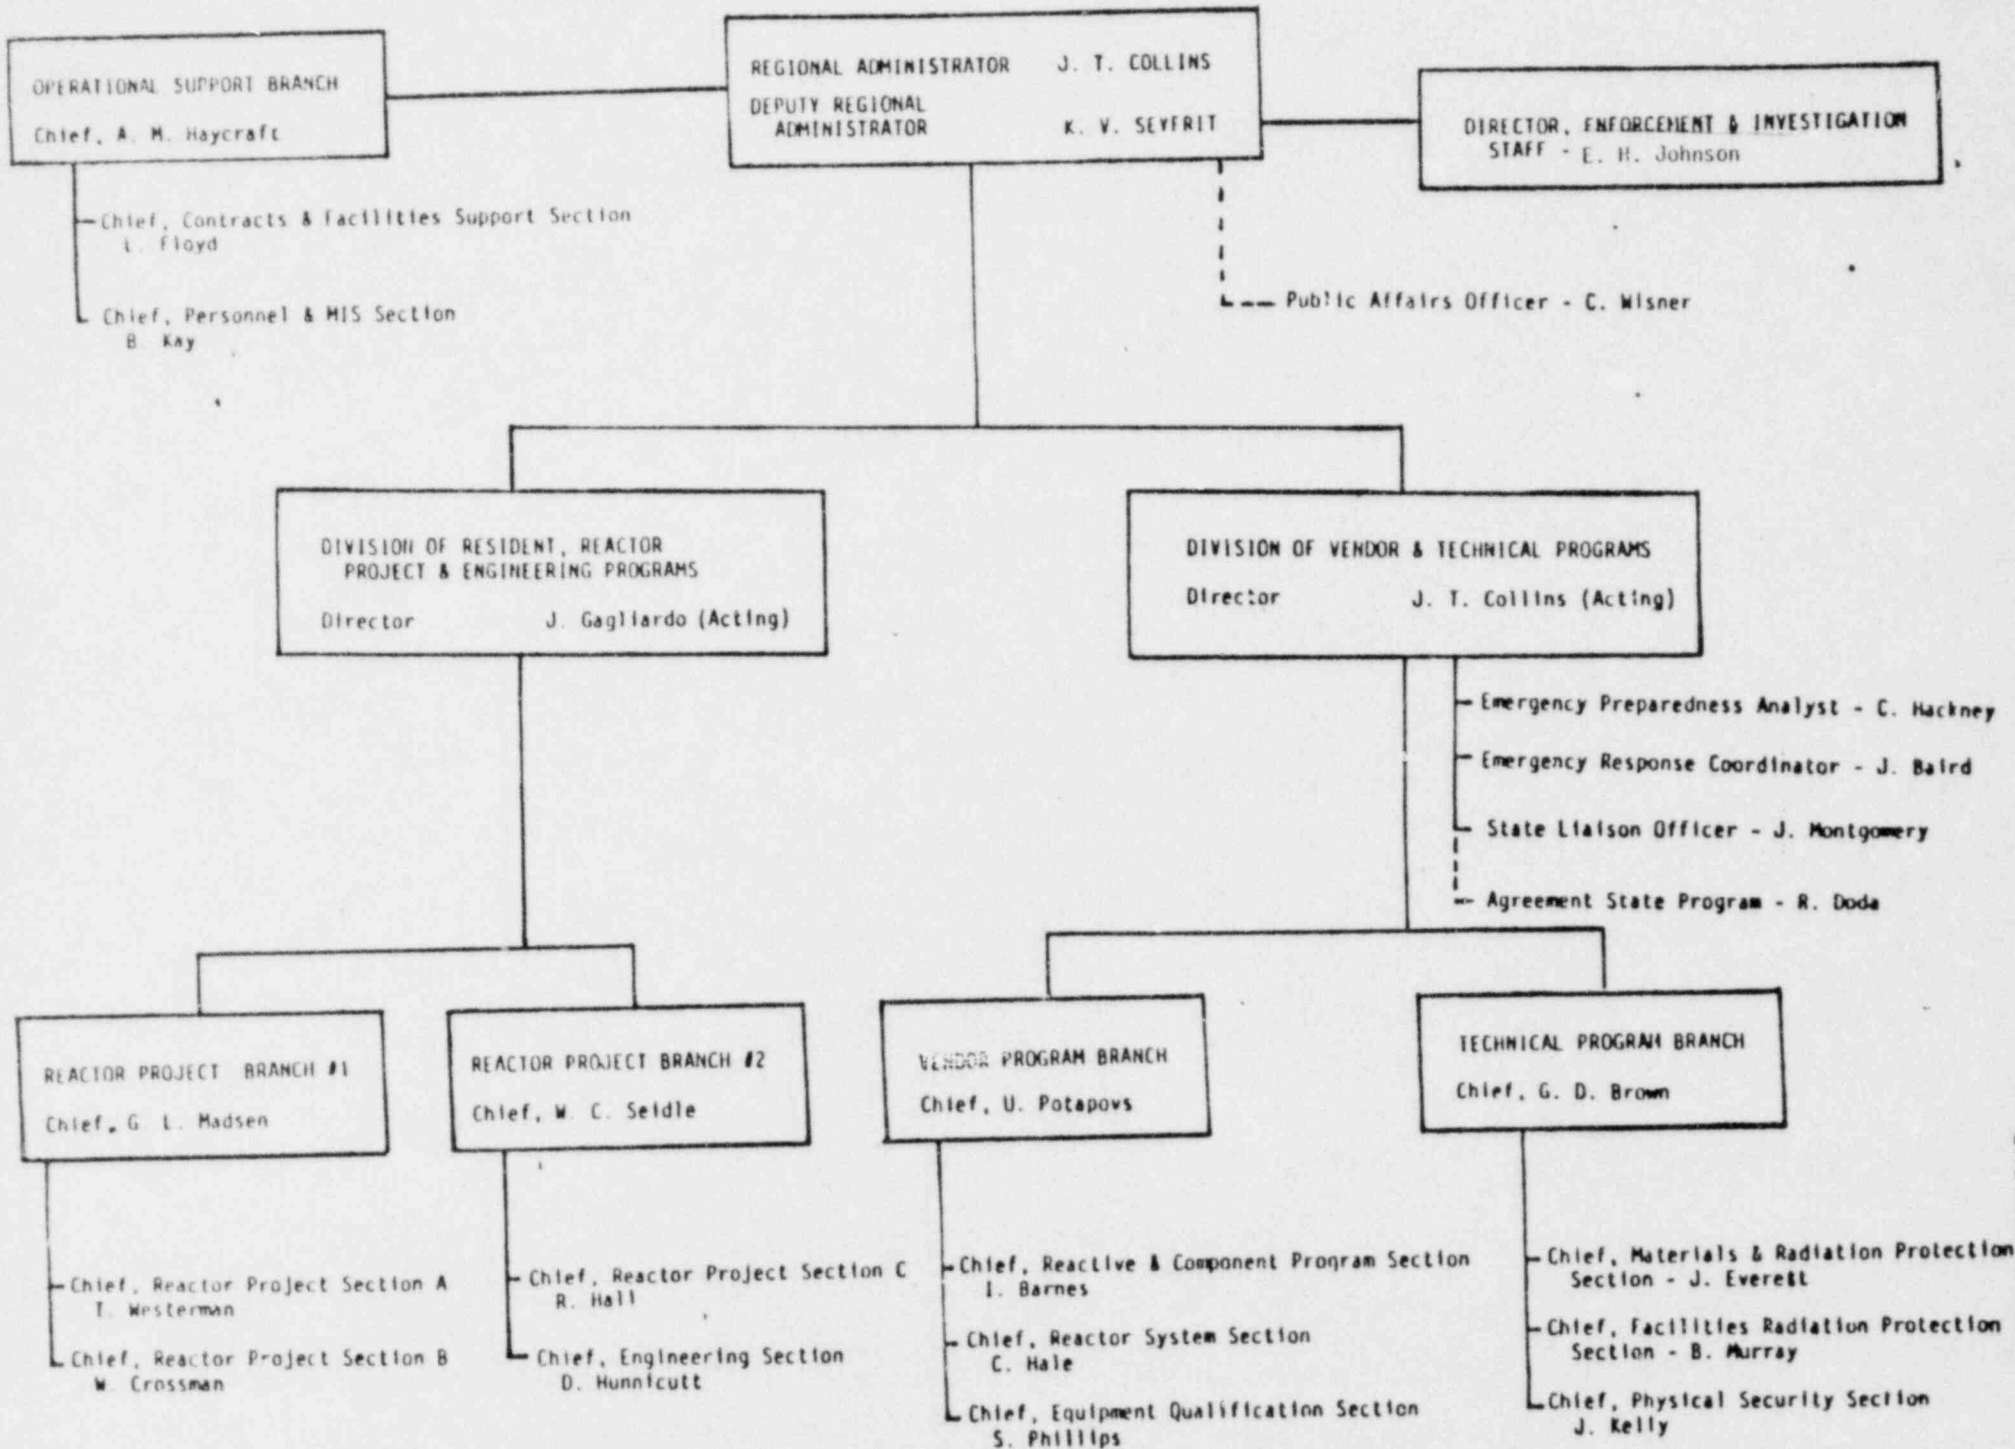 OPERATIONAL SUPPORT BRANCH
Chief, A. M. Haycraft
Chief, Contracts & Facilities Support Section
L. Floyd
Chief, Personnel & MIS Section
B. Kay
REGIONAL ADMINISTRATOR J. T. COLLINS
DEPUTY REGIONAL
ADMINISTRATOR K. V. SEYFRIT
DIRECTOR, ENFORCEMENT & INVESTIGATION
STAFF - E. H. Johnson
Public Affairs Officer - C. Wisner
DIVISION OF RESIDENT, REACTOR
PROJECT & ENGINEERING PROGRAMS
Director J. Gagliardo (Acting)
DIVISION OF VENDOR & TECHNICAL PROGRAMS
Director J. T. Collins (Acting)
Emergency Preparedness Analyst - C. Hackney
Emergency Response Coordinator - J. Baird
State Liaison Officer - J. Montgomery
Agreement State Program - R. Doda
REACTOR PROJECT BRANCH #1
Chief, G. L. Madsen
Chief, Reactor Project Section A
T. Westerman
Chief, Reactor Project Section B
W. Crossman
REACTOR PROJECT BRANCH #2
Chief, W. C. Seidle
Chief, Reactor Project Section C
R. Hall
Chief, Engineering Section
D. Hunnicutt
VENDOR PROGRAM BRANCH
Chief, U. Potapovs
Chief, Reactive & Component Program Section
I. Barnes
Chief, Reactor System Section
C. Hale
Chief, Equipment Qualification Section
S. Phillips
TECHNICAL PROGRAM BRANCH
Chief, G. D. Brown
Chief, Materials & Radiation Protection
Section - J. Everett
Chief, Facilities Radiation Protection
Section - B. Murray
Chief, Physical Security Section
J. Kelly